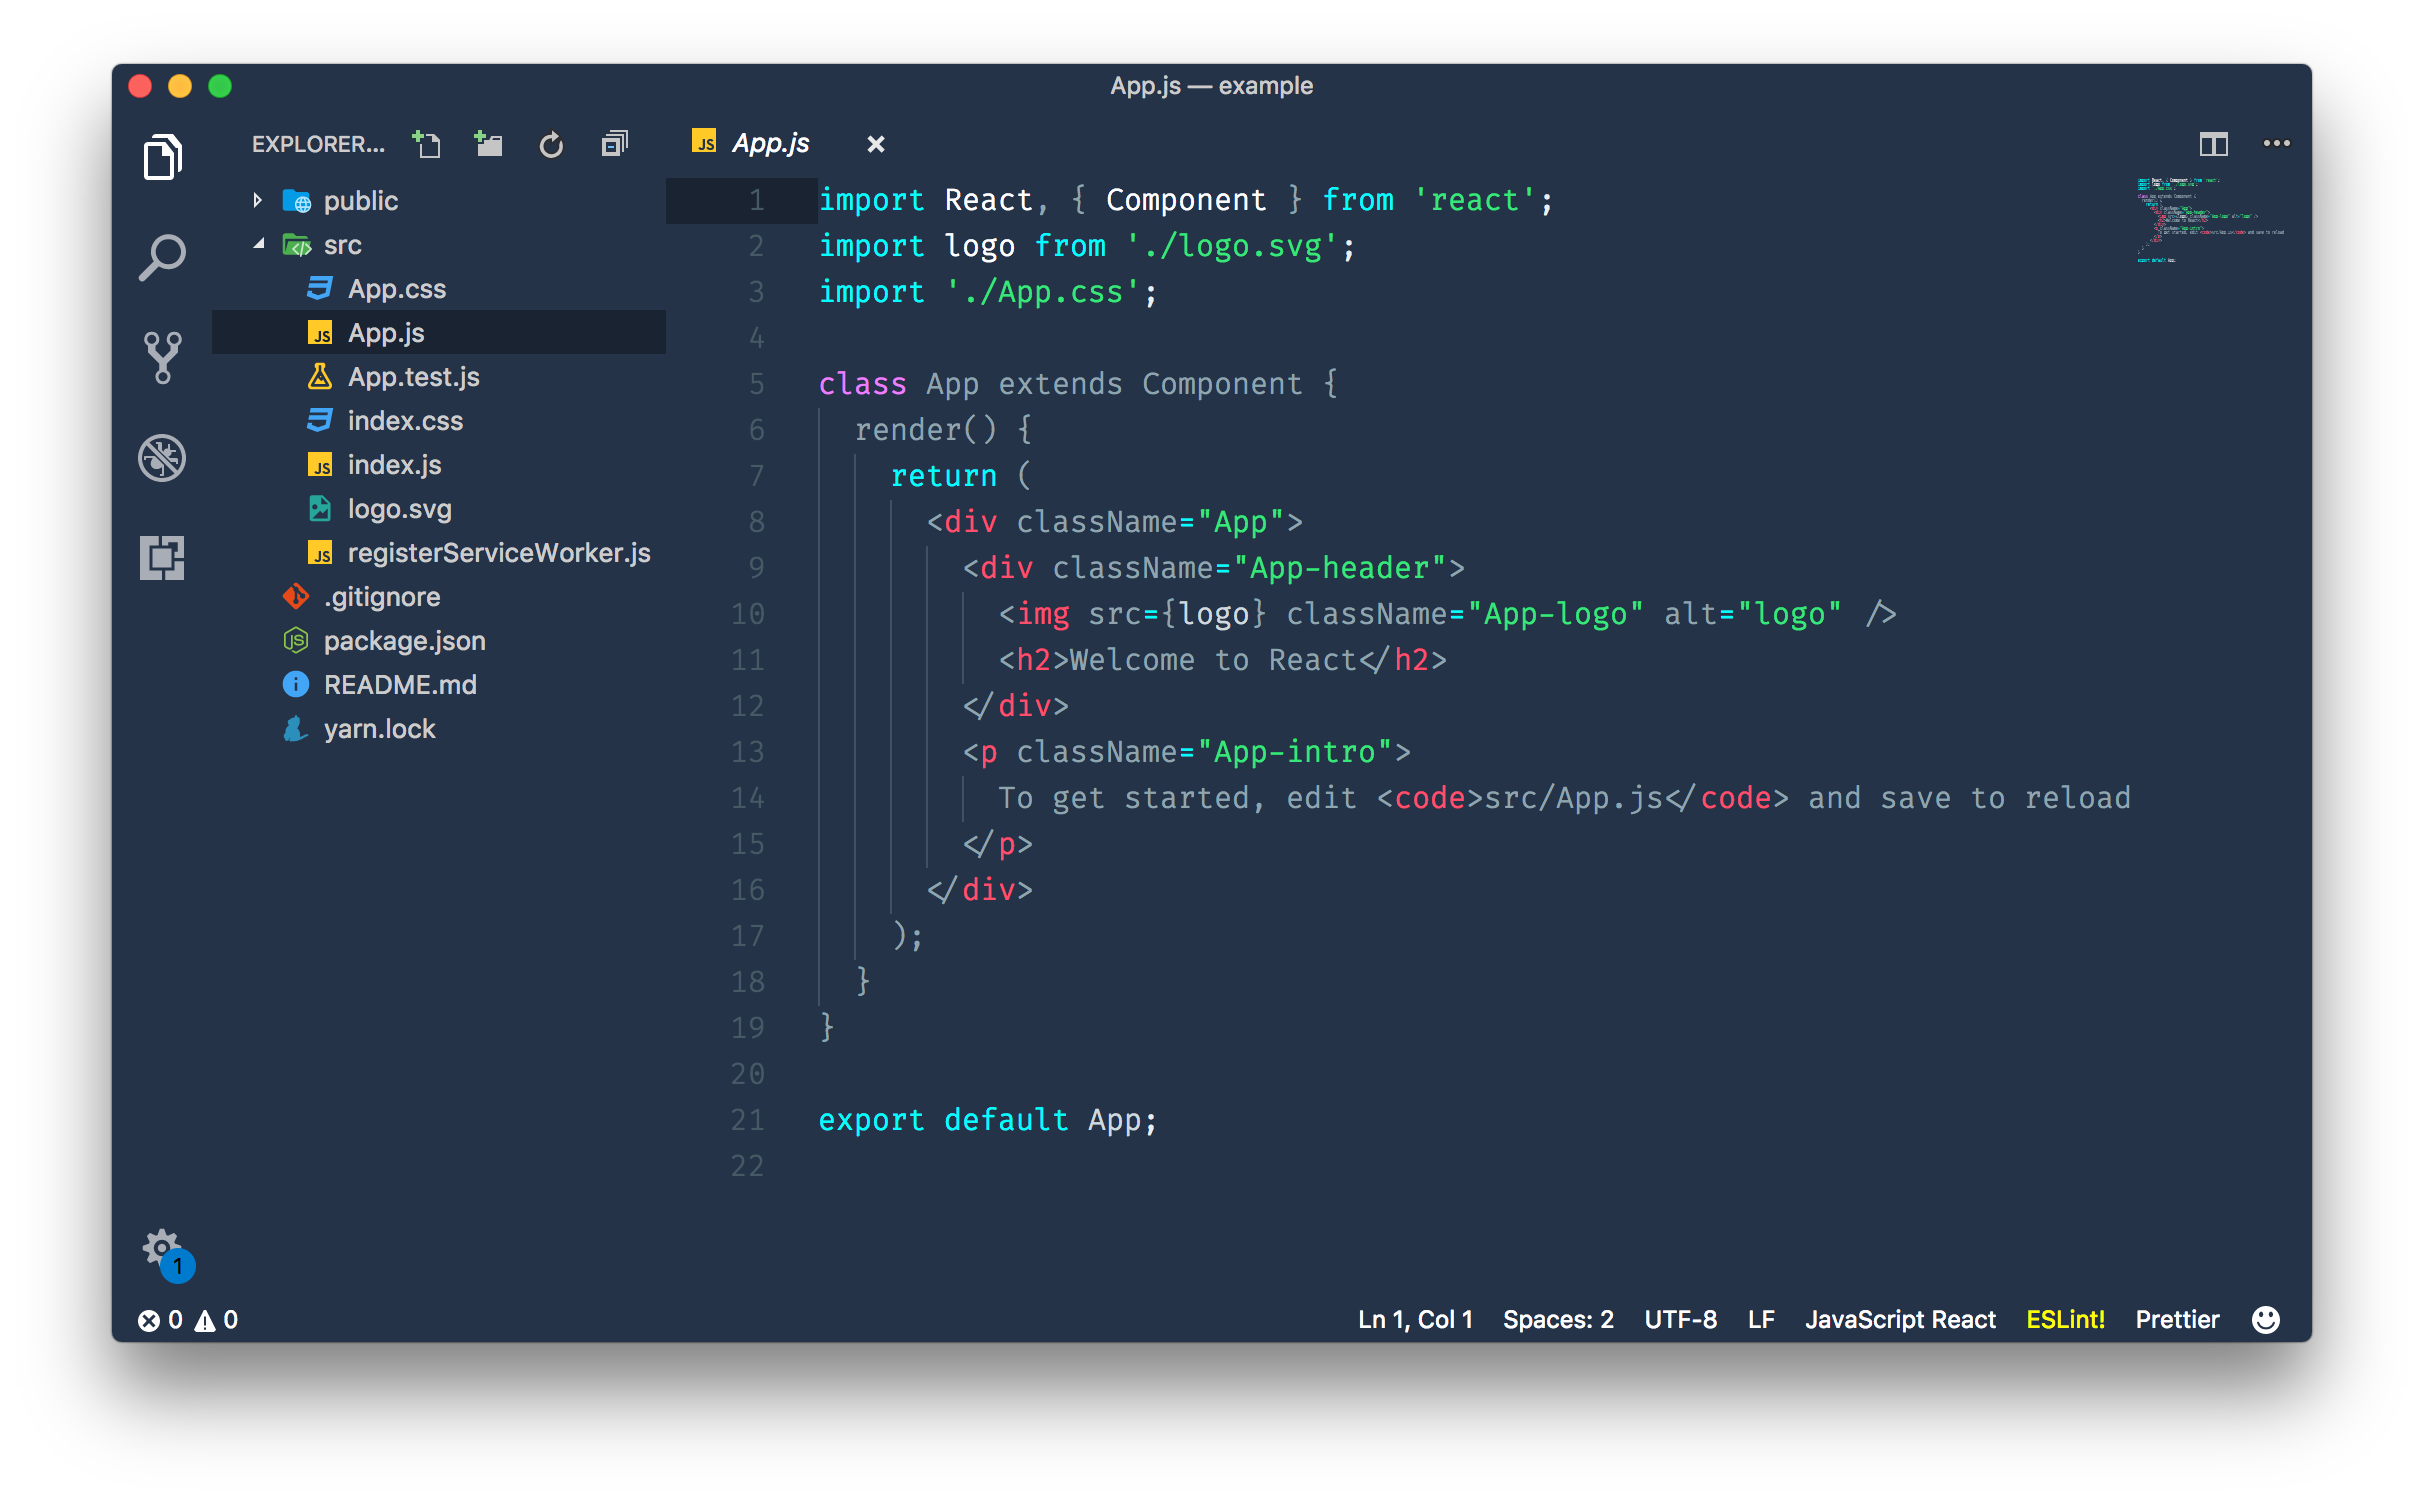 App.js — example
EXPLORER...
public
src
App.css
JS App.js
App.test.js
index.css
JS index.js
logo.svg
JS registerServiceWorker.js
.gitignore
JS package.json
i README.md
yarn.lock
JS App.js
1 import React, { Component } from 'react';
2 import logo from './logo.svg';
3 import './App.css';
4
5 class App extends Component {
6   render() {
7     return (
8       <div className="App">
9         <div className="App-header">
10           <img src={logo} className="App-logo" alt="logo" />
11           <h2>Welcome to React</h2>
12         </div>
13         <p className="App-intro">
14           To get started, edit <code>src/App.js</code> and save to reload
15         </p>
16       </div>
17     );
18   }
19 }
20
21 export default App;
22
1
0 0
Ln 1, Col 1 Spaces: 2 UTF-8 LF JavaScript React ESLint! Prettier